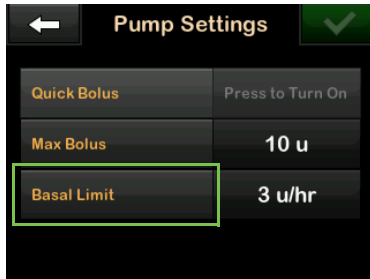 Pump Settings
Quick Bolus Press to Turn On
Max Bolus 10 u
Basal Limit 3 u/hr